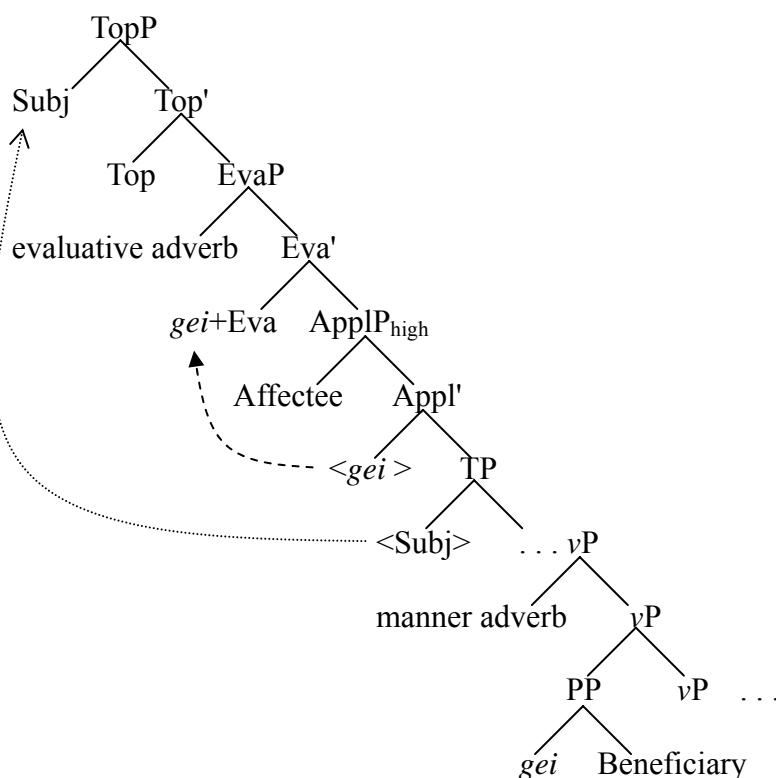 TopP
Subj Top'
Top EvaP
evaluative adverb Eva'
gei+Eva ApplPhigh
Affectee Appl'
<gei > TP
<Subj> . . . vP
manner adverb vP
PP vP . . .
gei Beneficiary